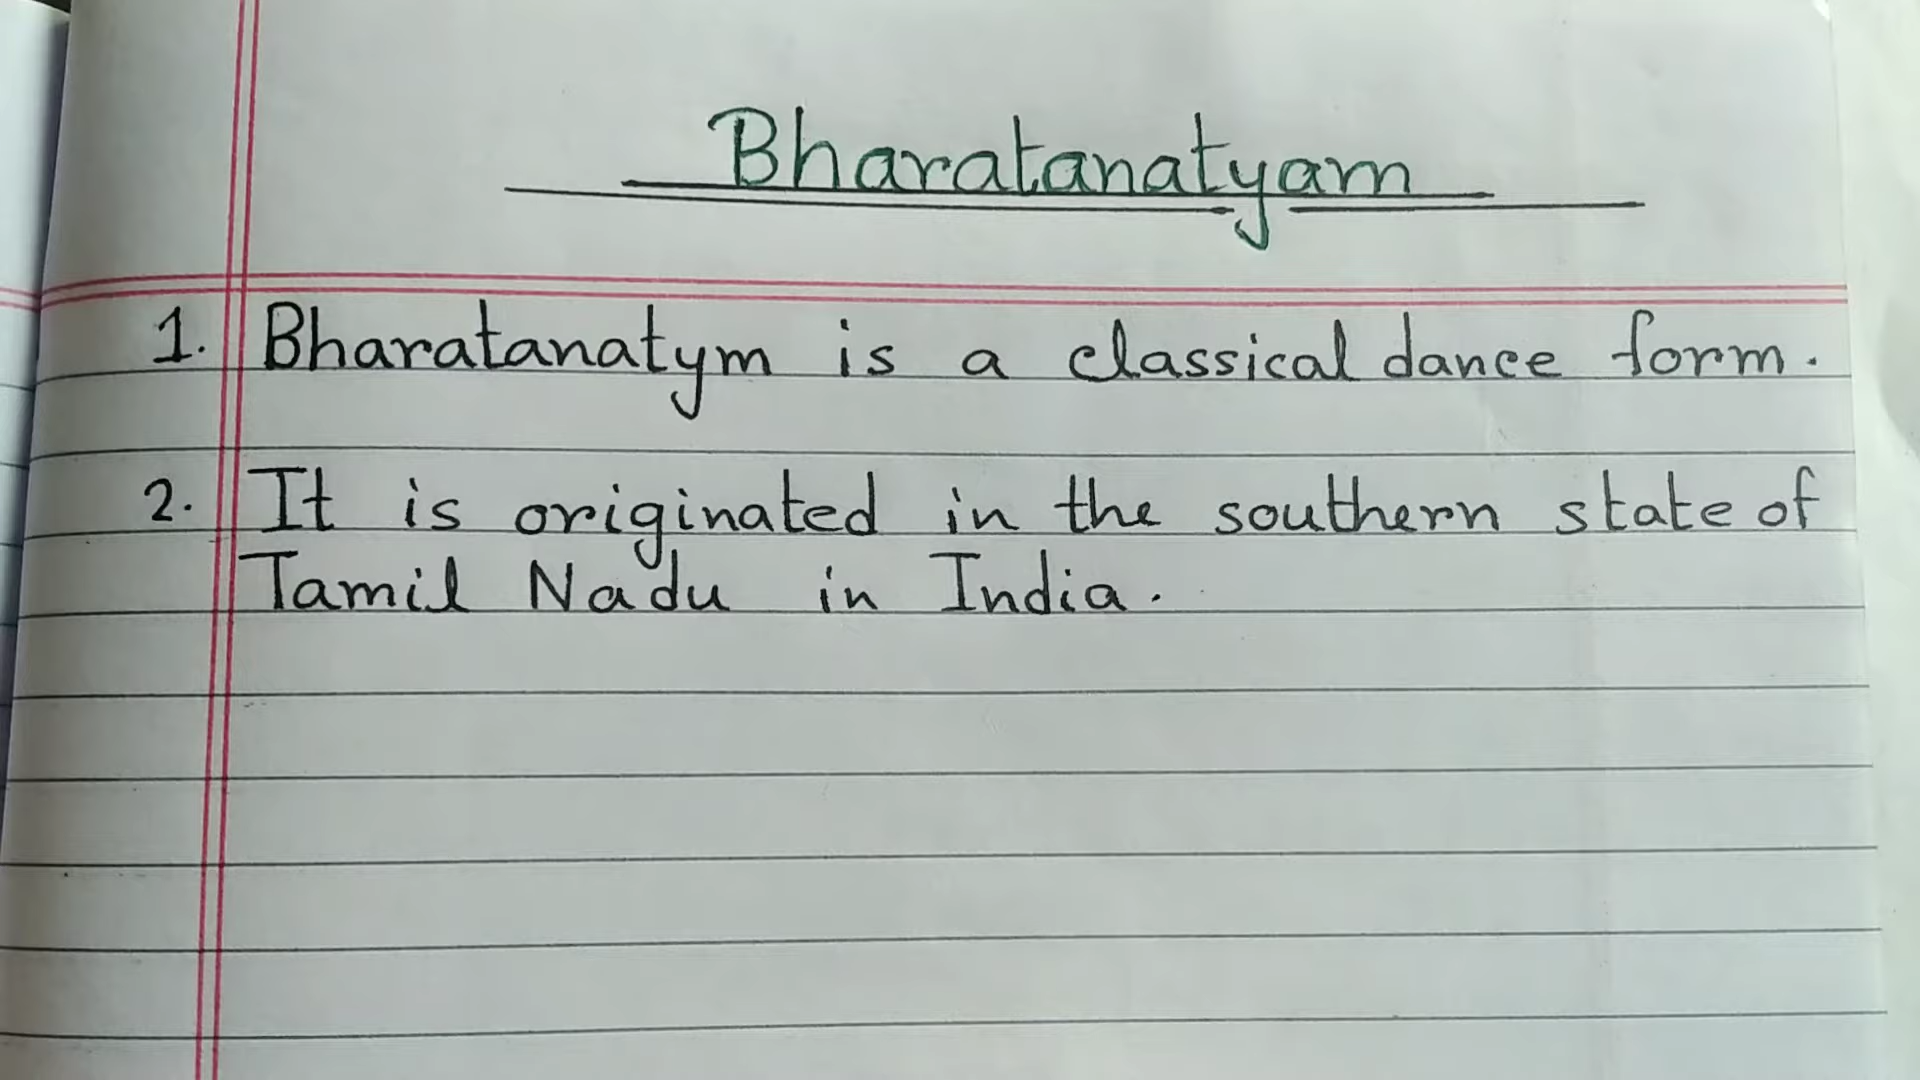 Bharatanatyam
1. Bharatanatym is a classical dance form.
2. It is originated in the southern state of
Tamil Nadu in India.